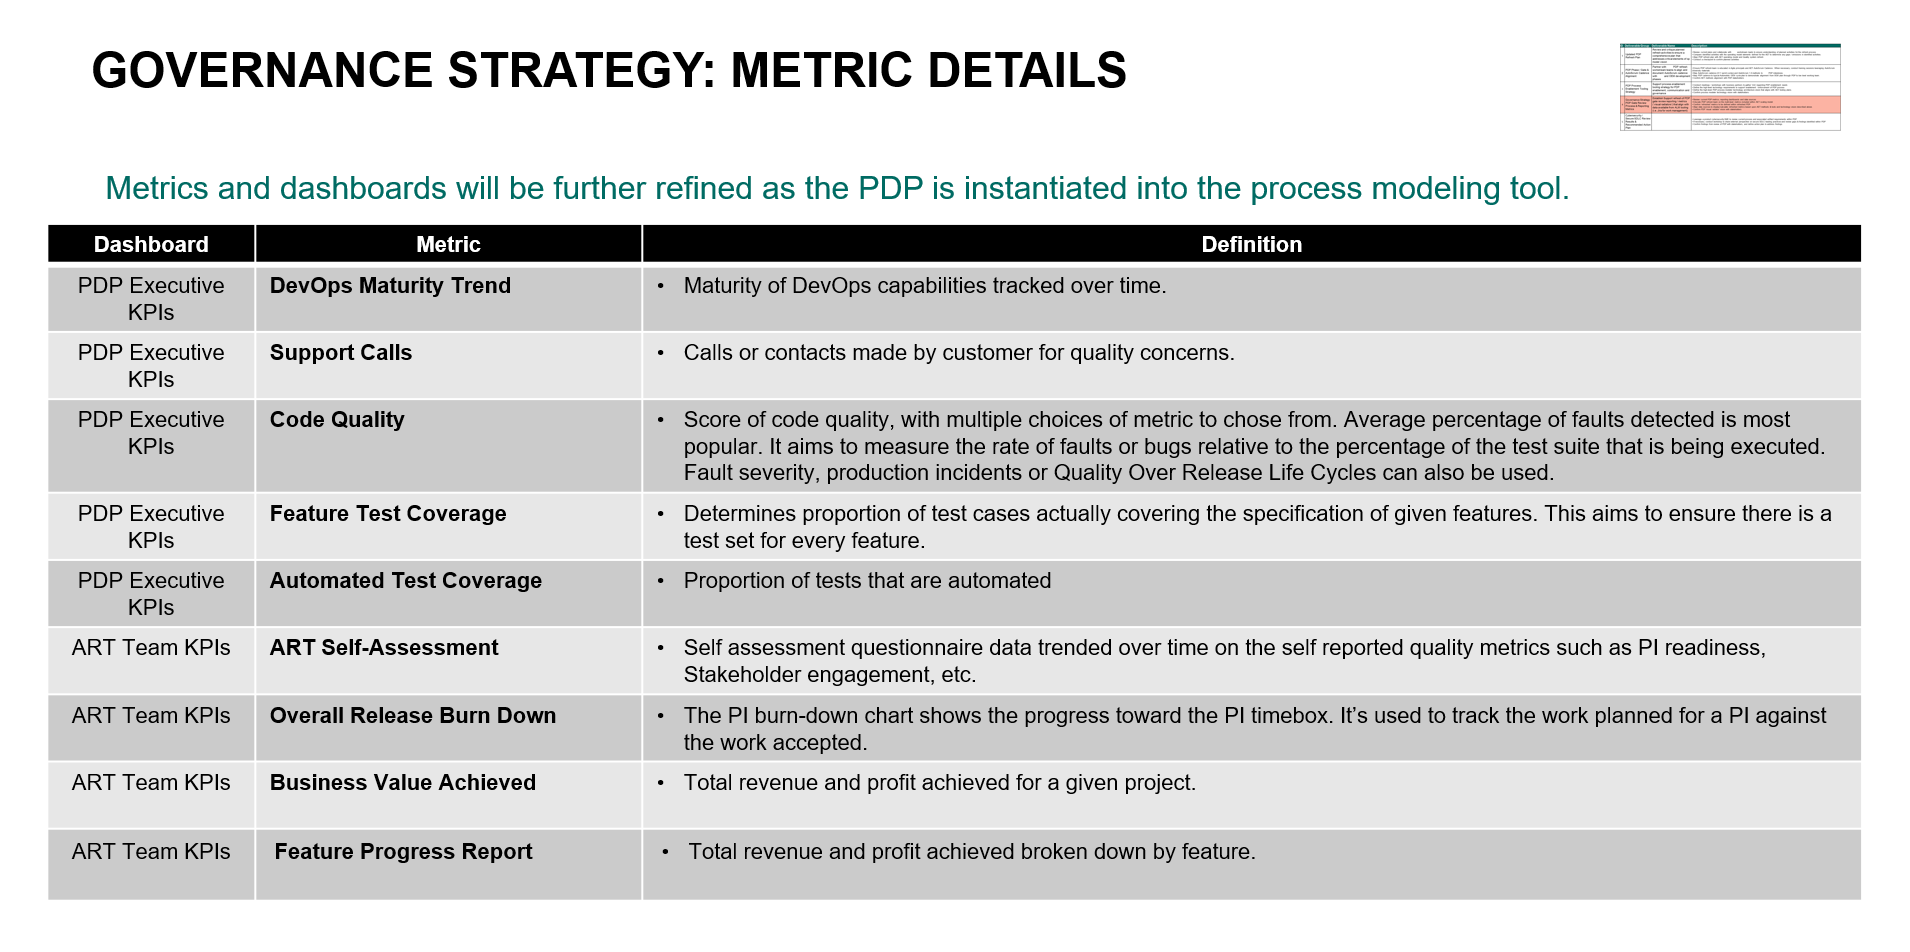 GOVERNANCE STRATEGY: METRIC DETAILS
Metrics and dashboards will be further refined as the PDP is instantiated into the process modeling tool.
Dashboard Metric Definition
PDP Executive KPIs
DevOps Maturity Trend
• Maturity of DevOps capabilities tracked over time.
PDP Executive KPIs
Support Calls
• Calls or contacts made by customer for quality concerns.
PDP Executive KPIs
Code Quality
• Score of code quality, with multiple choices of metric to chose from. Average percentage of faults detected is most
popular. It aims to measure the rate of faults or bugs relative to the percentage of the test suite that is being executed.
Fault severity, production incidents or Quality Over Release Life Cycles can also be used.
PDP Executive KPIs
Feature Test Coverage
• Determines proportion of test cases actually covering the specification of given features. This aims to ensure there is a
test set for every feature.
PDP Executive KPIs
Automated Test Coverage
• Proportion of tests that are automated
ART Team KPIs
ART Self-Assessment
• Self assessment questionnaire data trended over time on the self reported quality metrics such as PI readiness,
Stakeholder engagement, etc.
ART Team KPIs
Overall Release Burn Down
• The PI burn-down chart shows the progress toward the PI timebox. It’s used to track the work planned for a PI against
the work accepted.
ART Team KPIs
Business Value Achieved
• Total revenue and profit achieved for a given project.
ART Team KPIs
Feature Progress Report
• Total revenue and profit achieved broken down by feature.